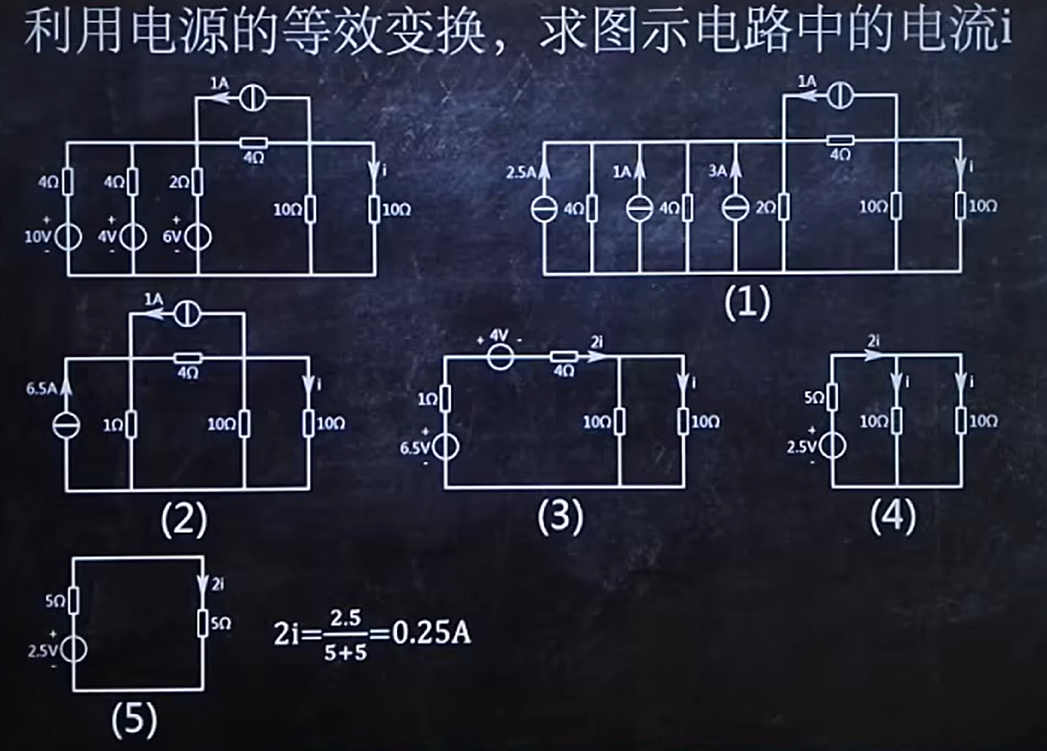 利用电源的等效变换，求图示电路中的电流i
1A
4Ω
i
4Ω
4Ω
2Ω
10Ω
10Ω
+
+
+
10V
4V
6V
-
-
-
1A
4Ω
2.5A
1A
3A
i
4Ω
4Ω
2Ω
10Ω
10Ω
(1)
1A
4Ω
6.5A
i
1Ω
10Ω
10Ω
(2)
+ 4V -
2i
4Ω
i
1Ω
10Ω
10Ω
+
6.5V
-
(3)
2i
i
i
5Ω
10Ω
10Ω
+
2.5V
-
(4)
2i
5Ω
5Ω
+
2.5V
-
(5)
2i=2.5/5+5=0.25A